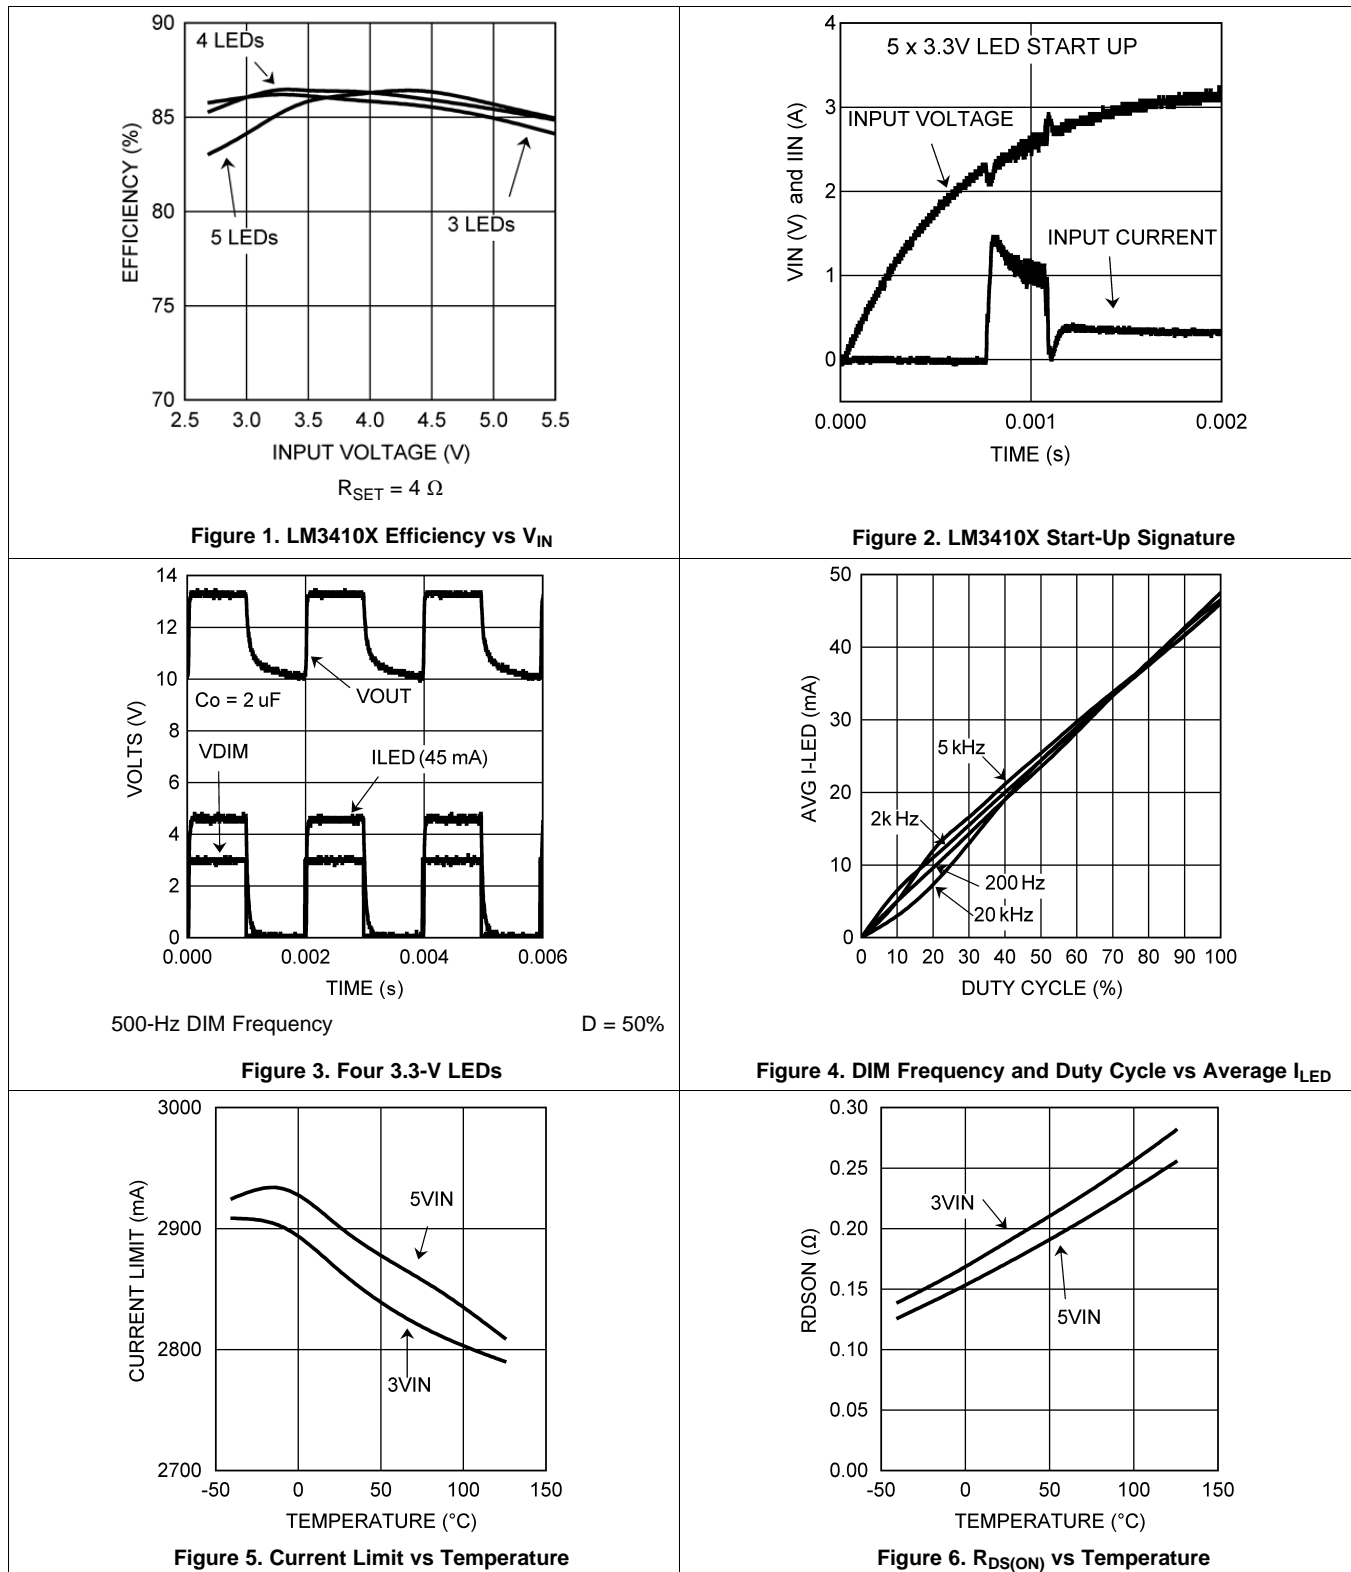 90
85
80
75
70
EFFICIENCY (%)
4 LEDs
5 LEDs
3 LEDs
2.5 3.0 3.5 4.0 4.5 5.0 5.5
INPUT VOLTAGE (V)
RSET = 4 Ω
Figure 1. LM3410X Efficiency vs VIN
4
3
2
1
0
VIN (V) and IIN (A)
5 x 3.3V LED START UP
INPUT VOLTAGE
INPUT CURRENT
0.000 0.001 0.002
TIME (s)
Figure 2. LM3410X Start-Up Signature
14
12
10
8
6
4
2
0
VOLTS (V)
Co = 2 uF
VOUT
VDIM
ILED (45 mA)
0.000 0.002 0.004 0.006
TIME (s)
500-Hz DIM Frequency D = 50%
Figure 3. Four 3.3-V LEDs
50
40
30
20
10
0
AVG I-LED (mA)
5 kHz
2k Hz
200 Hz
20 kHz
0 10 20 30 40 50 60 70 80 90 100
DUTY CYCLE (%)
Figure 4. DIM Frequency and Duty Cycle vs Average ILED
3000
2900
2800
2700
CURRENT LIMIT (mA)
5VIN
3VIN
-50 0 50 100 150
TEMPERATURE (°C)
Figure 5. Current Limit vs Temperature
0.30
0.25
0.20
0.15
0.10
0.05
0.00
RDSON (Ω)
3VIN
5VIN
-50 0 50 100 150
TEMPERATURE (°C)
Figure 6. RDS(ON) vs Temperature